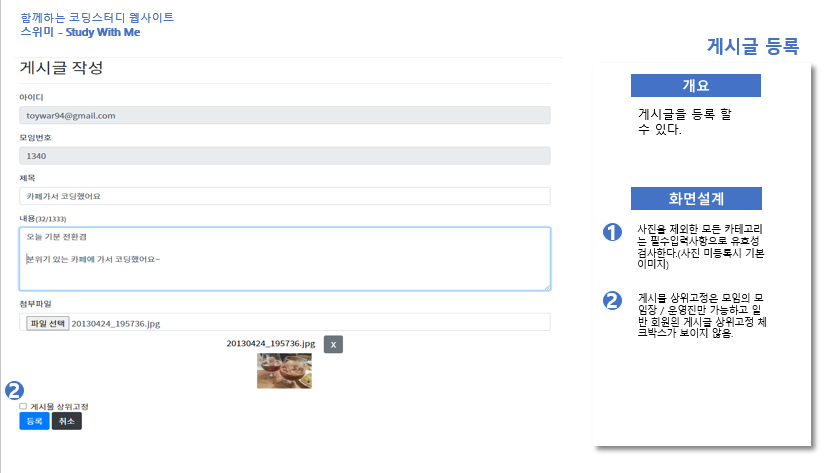 함께하는 코딩스터디 웹사이트
스위미 - Study With Me
게시글 등록
게시글 작성
아이디
toywar94@gmail.com
모임번호
1340
제목
카페가서 코딩했어요
내용(32/1333)
오늘 기분 전환겸
분위기 있는 카페에 가서 코딩했어요~
첨부파일
파일 선택 20130424_195736.jpg
20130424_195736.jpg X
2
게시물 상위고정
등록 취소
개요
게시글을 등록 할
수 있다.
화면설계
1 사진을 제외한 모든 카테고리
는 필수입력사항으로 유효성
검사한다.(사진 미등록시 기본
이미지)
2 게시물 상위고정은 모임의 모
임장 / 운영진만 가능하고 일
반 회원읜 게시글 상위고정 체
크박스가 보이지 않음.